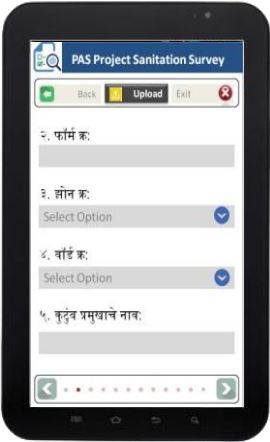 PAS Project Sanitation Survey
Back Upload Exit
२. फॉर्म क्र:
३. झोन क्र:
Select Option
४. वॉर्ड क्र:
Select Option
५. कुटुंब प्रमुखाचे नाव: